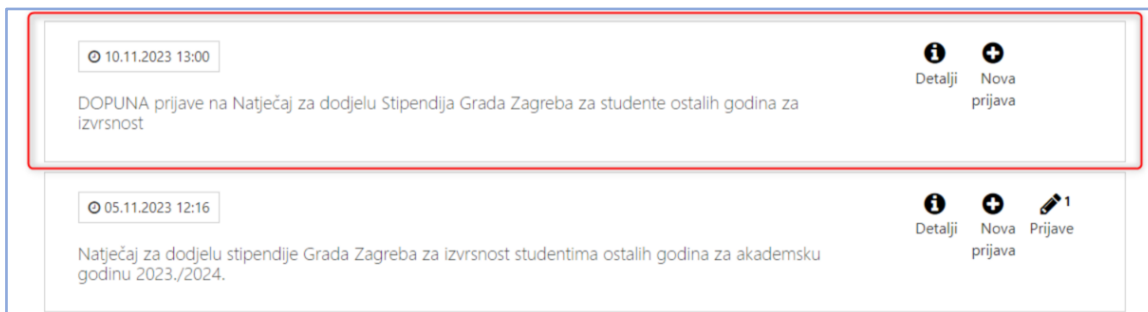 10.11.2023 13:00
Detalji
Nova
prijava
DOPUNA prijave na Natječaj za dodjelu Stipendija Grada Zagreba za studente ostalih godina za
izvrsnost
05.11.2023 12:16
1
Detalji
Nova
prijava
Prijave
Natječaj za dodjelu stipendije Grada Zagreba za izvrsnost studentima ostalih godina za akademsku
godinu 2023./2024.